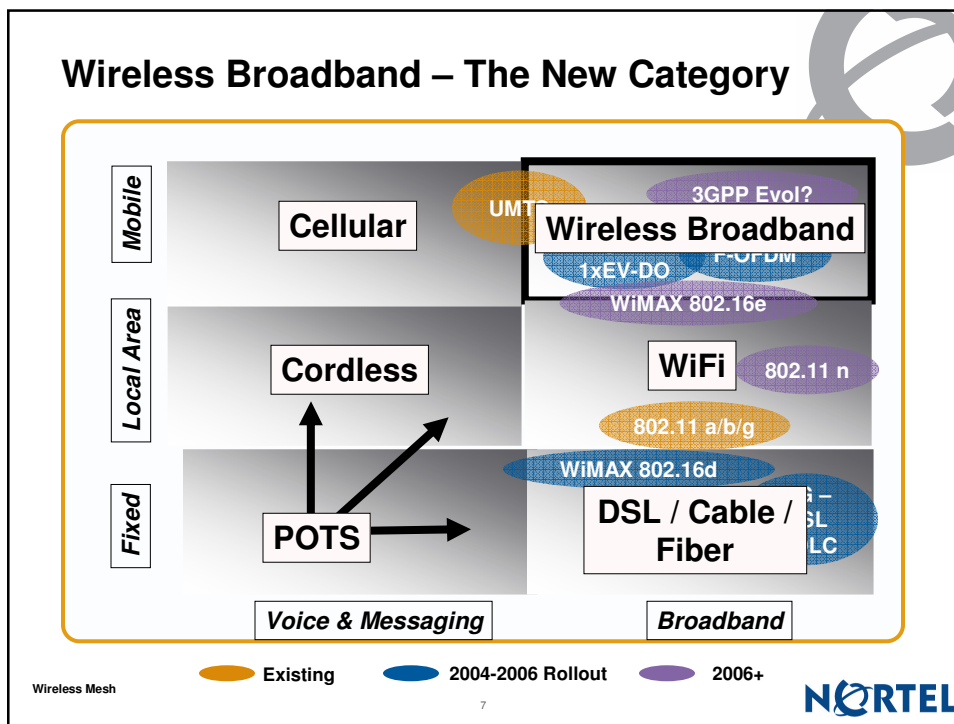 Wireless Broadband – The New Category
Mobile
Cellular
UMTS
3GPP Evol?
Wireless Broadband
1xEV-DO
F-OFDM
WiMAX 802.16e
Local Area
Cordless
WiFi
802.11 n
802.11 a/b/g
WiMAX 802.16d
Fixed
POTS
DSL / Cable /
Fiber
Voice & Messaging
Broadband
Existing
2004-2006 Rollout
2006+
Wireless Mesh
7
NORTEL